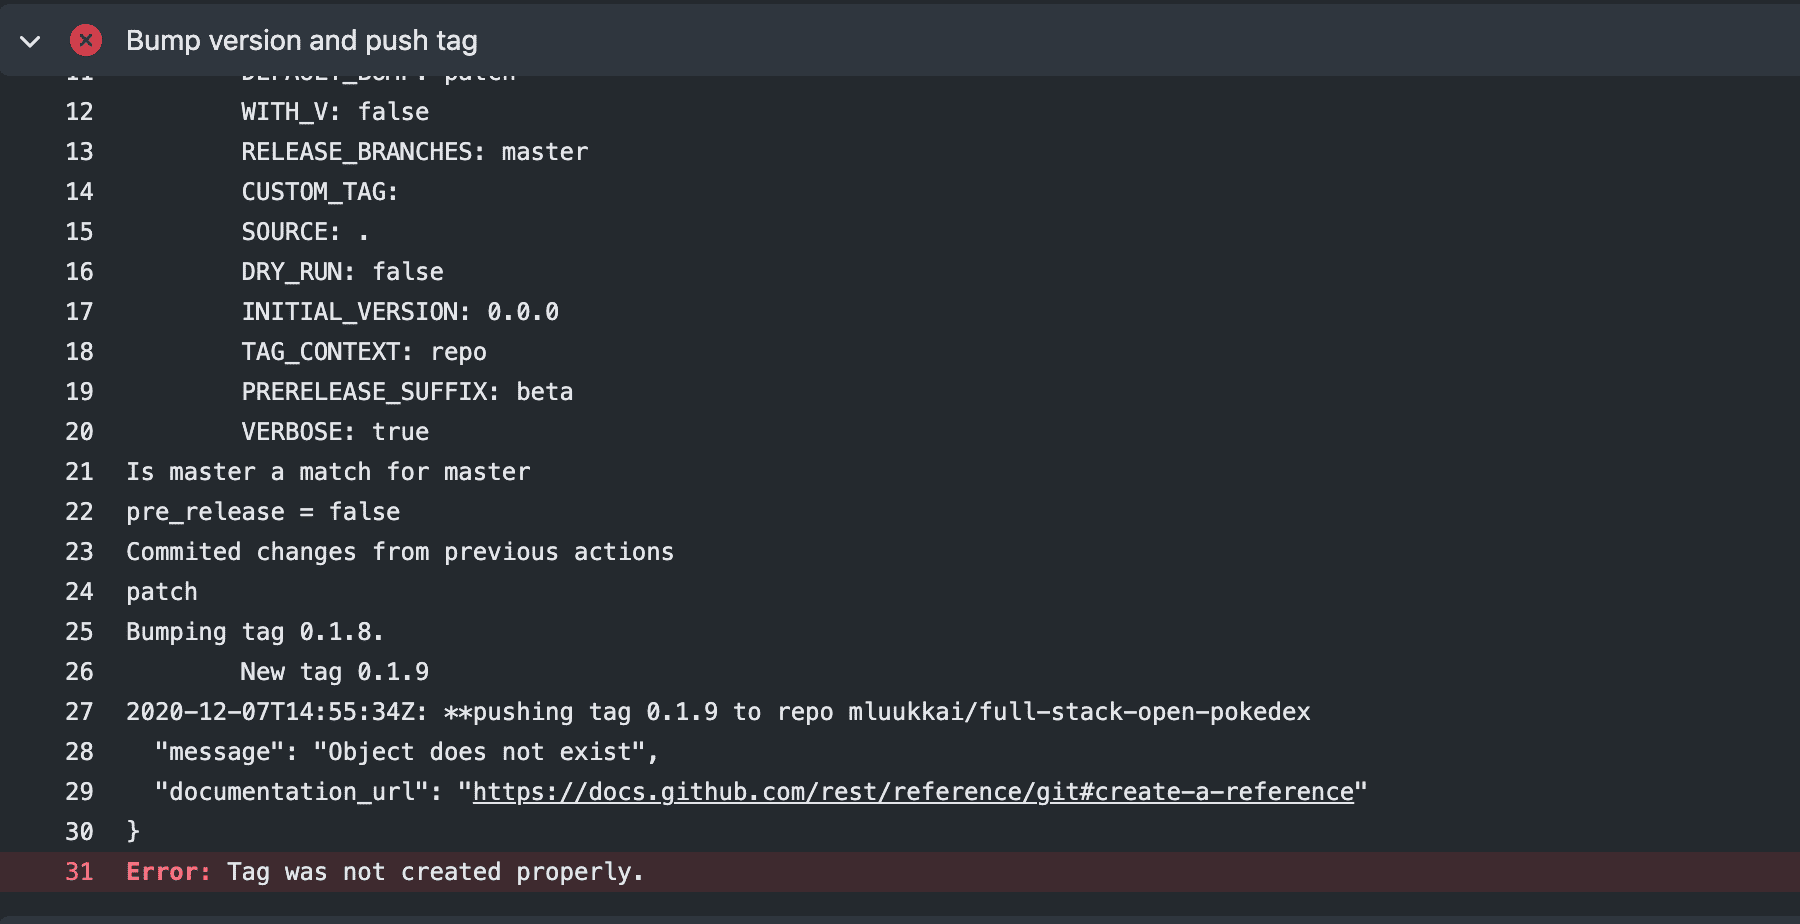 Bump version and push tag
11 DEFAULT_BUMP: patch
12 WITH_V: false
13 RELEASE_BRANCHES: master
14 CUSTOM_TAG:
15 SOURCE: .
16 DRY_RUN: false
17 INITIAL_VERSION: 0.0.0
18 TAG_CONTEXT: repo
19 PRERELEASE_SUFFIX: beta
20 VERBOSE: true
21 Is master a match for master
22 pre_release = false
23 Commited changes from previous actions
24 patch
25 Bumping tag 0.1.8.
26 New tag 0.1.9
27 2020-12-07T14:55:34Z: **pushing tag 0.1.9 to repo mluukkai/full-stack-open-pokedex
28 "message": "Object does not exist",
29 "documentation_url": "https://docs.github.com/rest/reference/git#create-a-reference"
30 }
31 Error: Tag was not created properly.